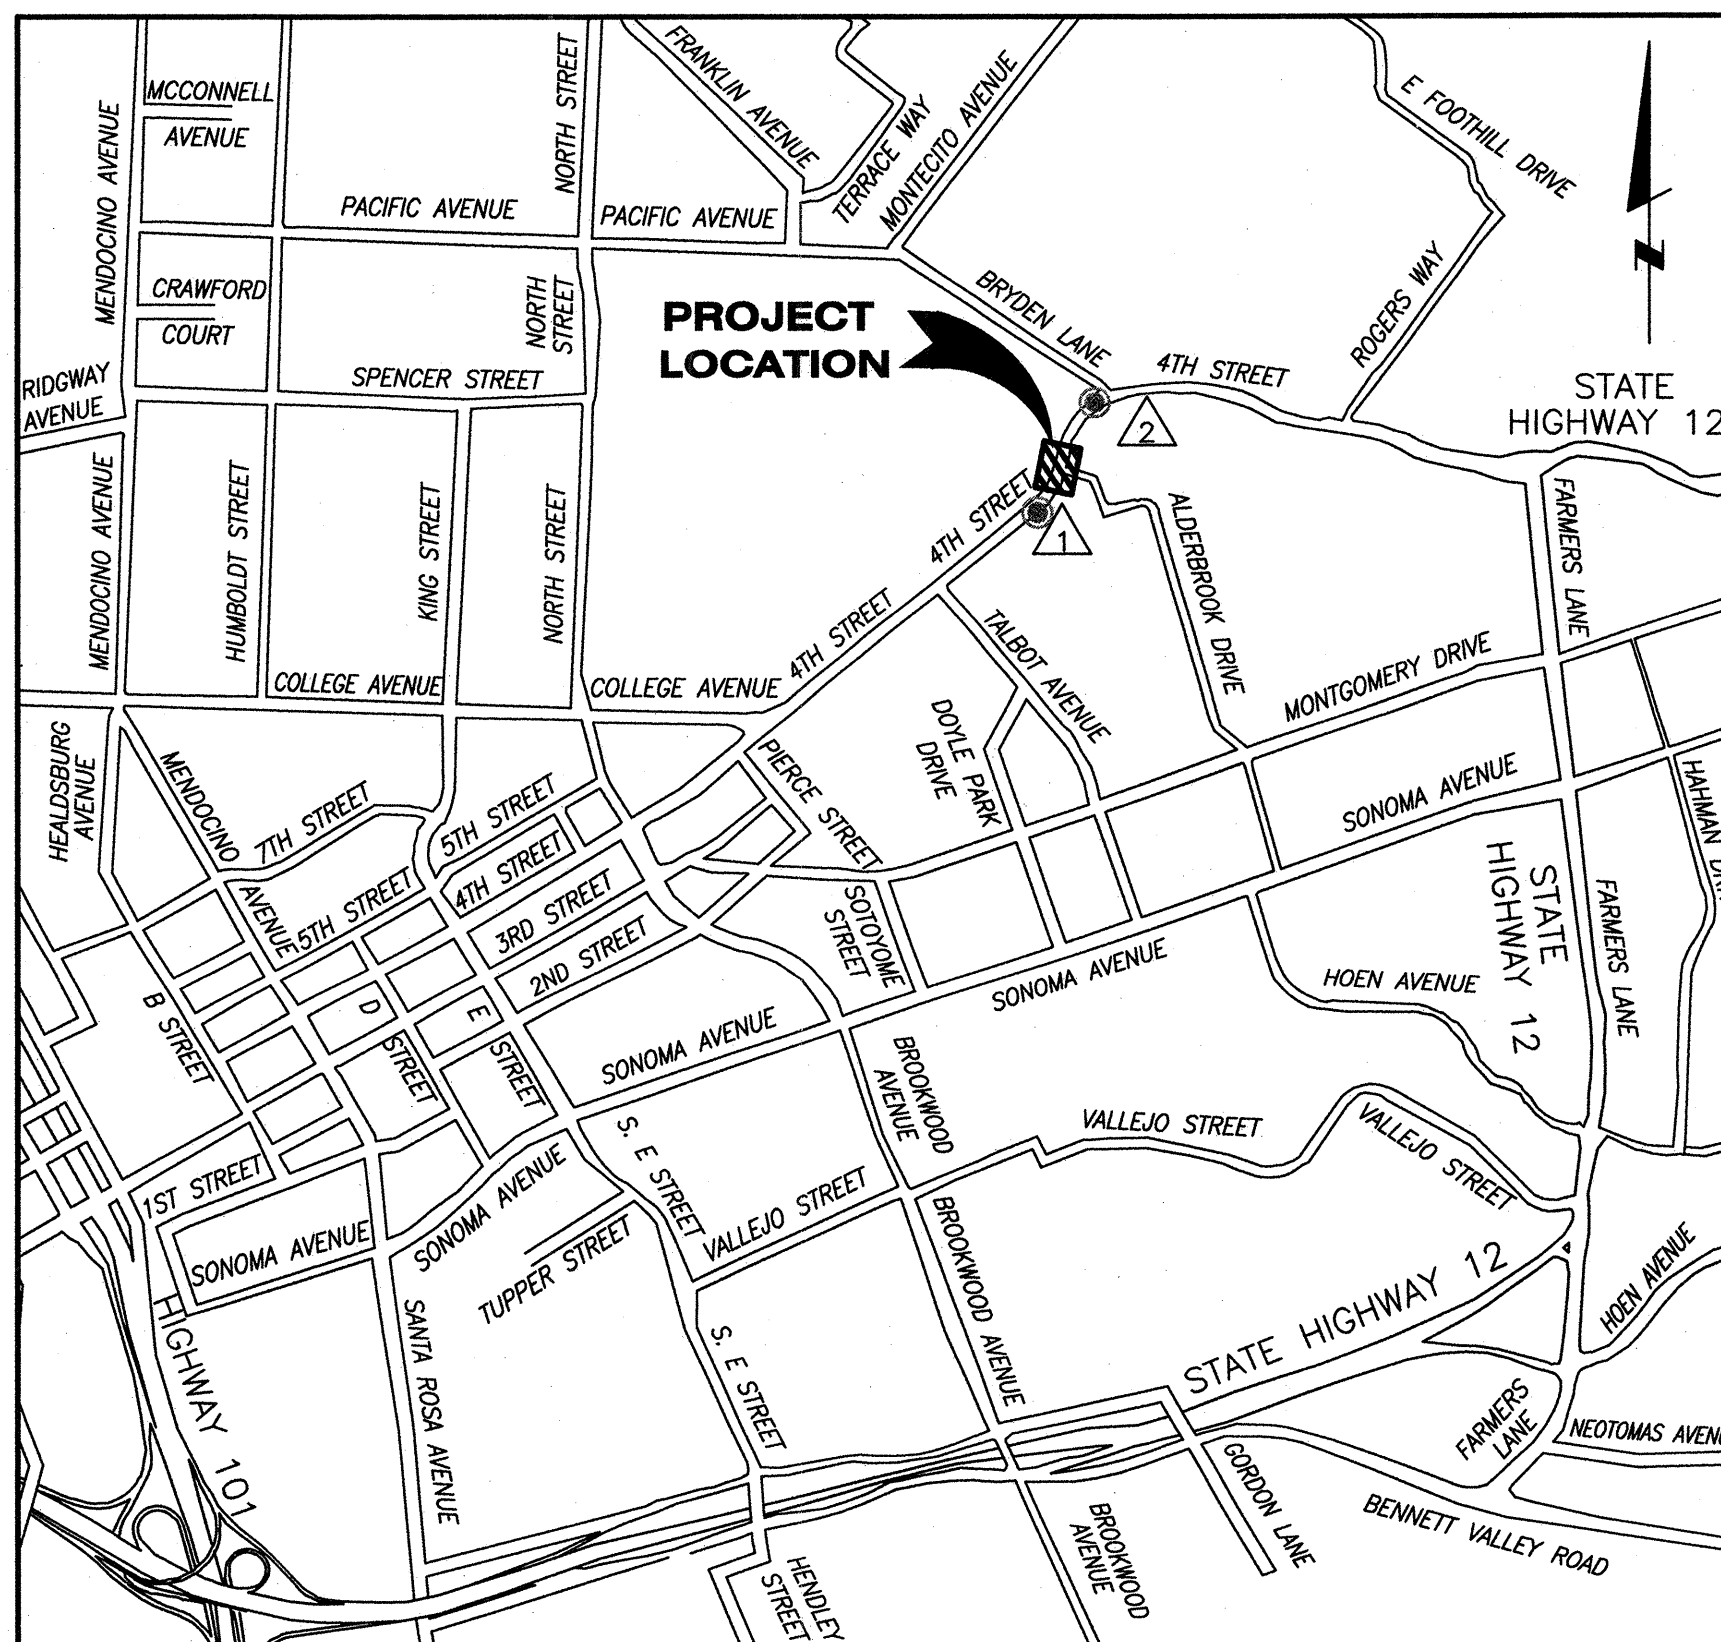 MCCONNELL
AVENUE
MENDOCINO AVENUE
NORTH STREET
FRANKLIN AVENUE
TERRACE WAY
MONTECITO AVENUE
E FOOTHILL DRIVE
PACIFIC AVENUE
PACIFIC AVENUE
CRAWFORD
COURT
NORTH
STREET
BRYDEN LANE
ROGERS WAY
N
PROJECT
LOCATION
RIDGWAY
AVENUE
SPENCER STREET
4TH STREET
STATE
HIGHWAY 12
2
1
MENDOCINO AVENUE
HUMBOLDT STREET
KING STREET
NORTH STREET
4TH STREET
ALDERBROOK DRIVE
FARMERS LANE
4TH STREET
TALBOT AVENUE
COLLEGE AVENUE
COLLEGE AVENUE
MONTGOMERY DRIVE
HEALDSBURG
AVENUE
MENDOCINO
AVENUE
7TH STREET
5TH STREET
PIERCE STREET
DOYLE PARK
DRIVE
SONOMA AVENUE
HAHMAN
4TH STREET
5TH STREET
3RD STREET
2ND STREET
SOTOYOME
STREET
STATE
HIGHWAY 12
FARMERS LANE
B STREET
D
STREET
E
STREET
SONOMA AVENUE
SONOMA AVENUE
HOEN AVENUE
BROOKWOOD
AVENUE
VALLEJO STREET
VALLEJO STREET
1ST STREET
SONOMA AVENUE
SONOMA AVENUE
TUPPER STREET
S. E STREET
VALLEJO STREET
BROOKWOOD AVENUE
STATE HIGHWAY 12
HOEN AVENUE
HIGHWAY 101
SANTA ROSA AVENUE
S. E STREET
FARMERS
LANE
NEOTOMAS
GORDON LANE
BENNETT VALLEY ROAD
BROOKWOOD
AVENUE
HENDLEY
STREET